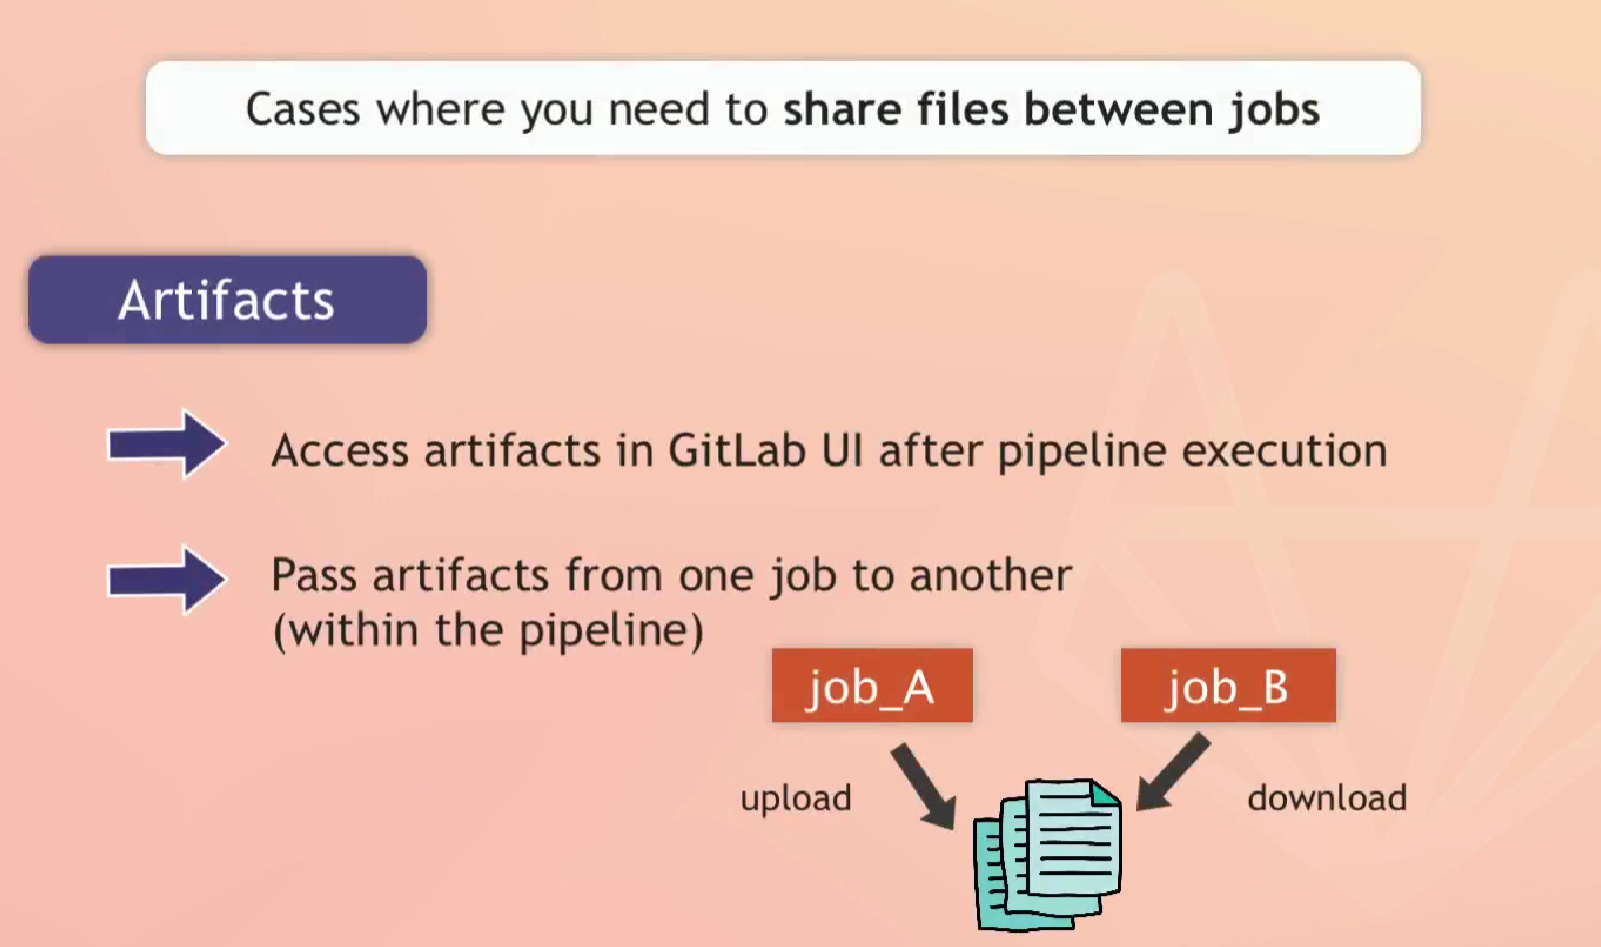 Cases where you need to share files between jobs
Artifacts
Access artifacts in GitLab UI after pipeline execution
Pass artifacts from one job to another
(within the pipeline)
job_A
job_B
upload
download